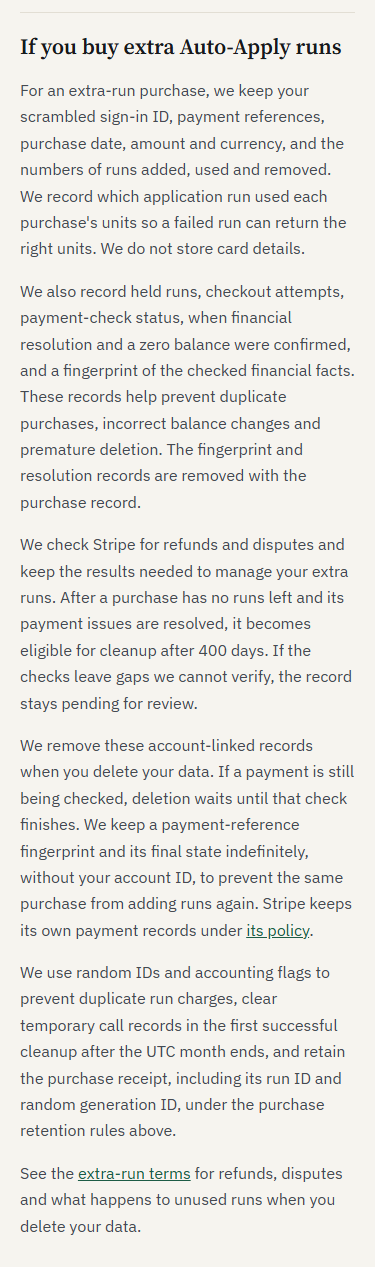 If you buy extra Auto-Apply runs
For an extra-run purchase, we keep your
scrambled sign-in ID, payment references,
purchase date, amount and currency, and the
numbers of runs added, used and removed.
We record which application run used each
purchase's units so a failed run can return the
right units. We do not store card details.
We also record held runs, checkout attempts,
payment-check status, when financial
resolution and a zero balance were confirmed,
and a fingerprint of the checked financial facts.
These records help prevent duplicate
purchases, incorrect balance changes and
premature deletion. The fingerprint and
resolution records are removed with the
purchase record.
We check Stripe for refunds and disputes and
keep the results needed to manage your extra
runs. After a purchase has no runs left and its
payment issues are resolved, it becomes
eligible for cleanup after 400 days. If the
checks leave gaps we cannot verify, the record
stays pending for review.
We remove these account-linked records
when you delete your data. If a payment is still
being checked, deletion waits until that check
finishes. We keep a payment-reference
fingerprint and its final state indefinitely,
without your account ID, to prevent the same
purchase from adding runs again. Stripe keeps
its own payment records under its policy.
We use random IDs and accounting flags to
prevent duplicate run charges, clear
temporary call records in the first successful
cleanup after the UTC month ends, and retain
the purchase receipt, including its run ID and
random generation ID, under the purchase
retention rules above.
See the extra-run terms for refunds, disputes
and what happens to unused runs when you
delete your data.